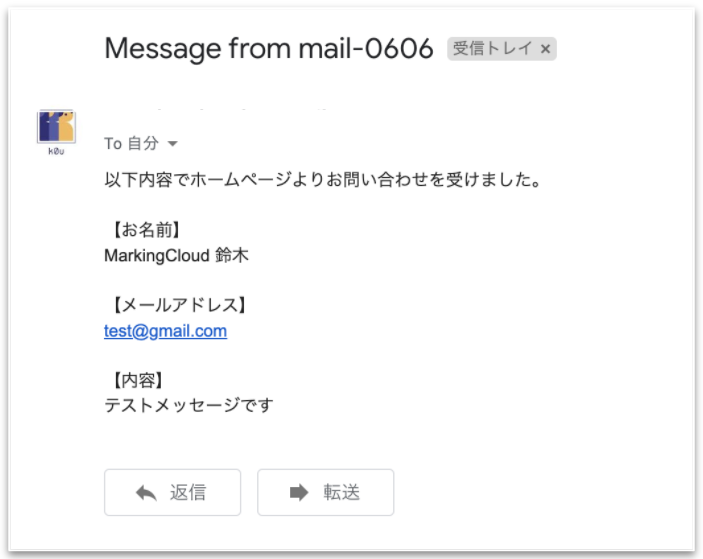 Message from mail-0606 受信トレイ ×
k0u
To 自分
以下内容でホームページよりお問い合わせを受けました。
【お名前】
MarkingCloud 鈴木
【メールアドレス】
test@gmail.com
【内容】
テストメッセージです
返信
転送